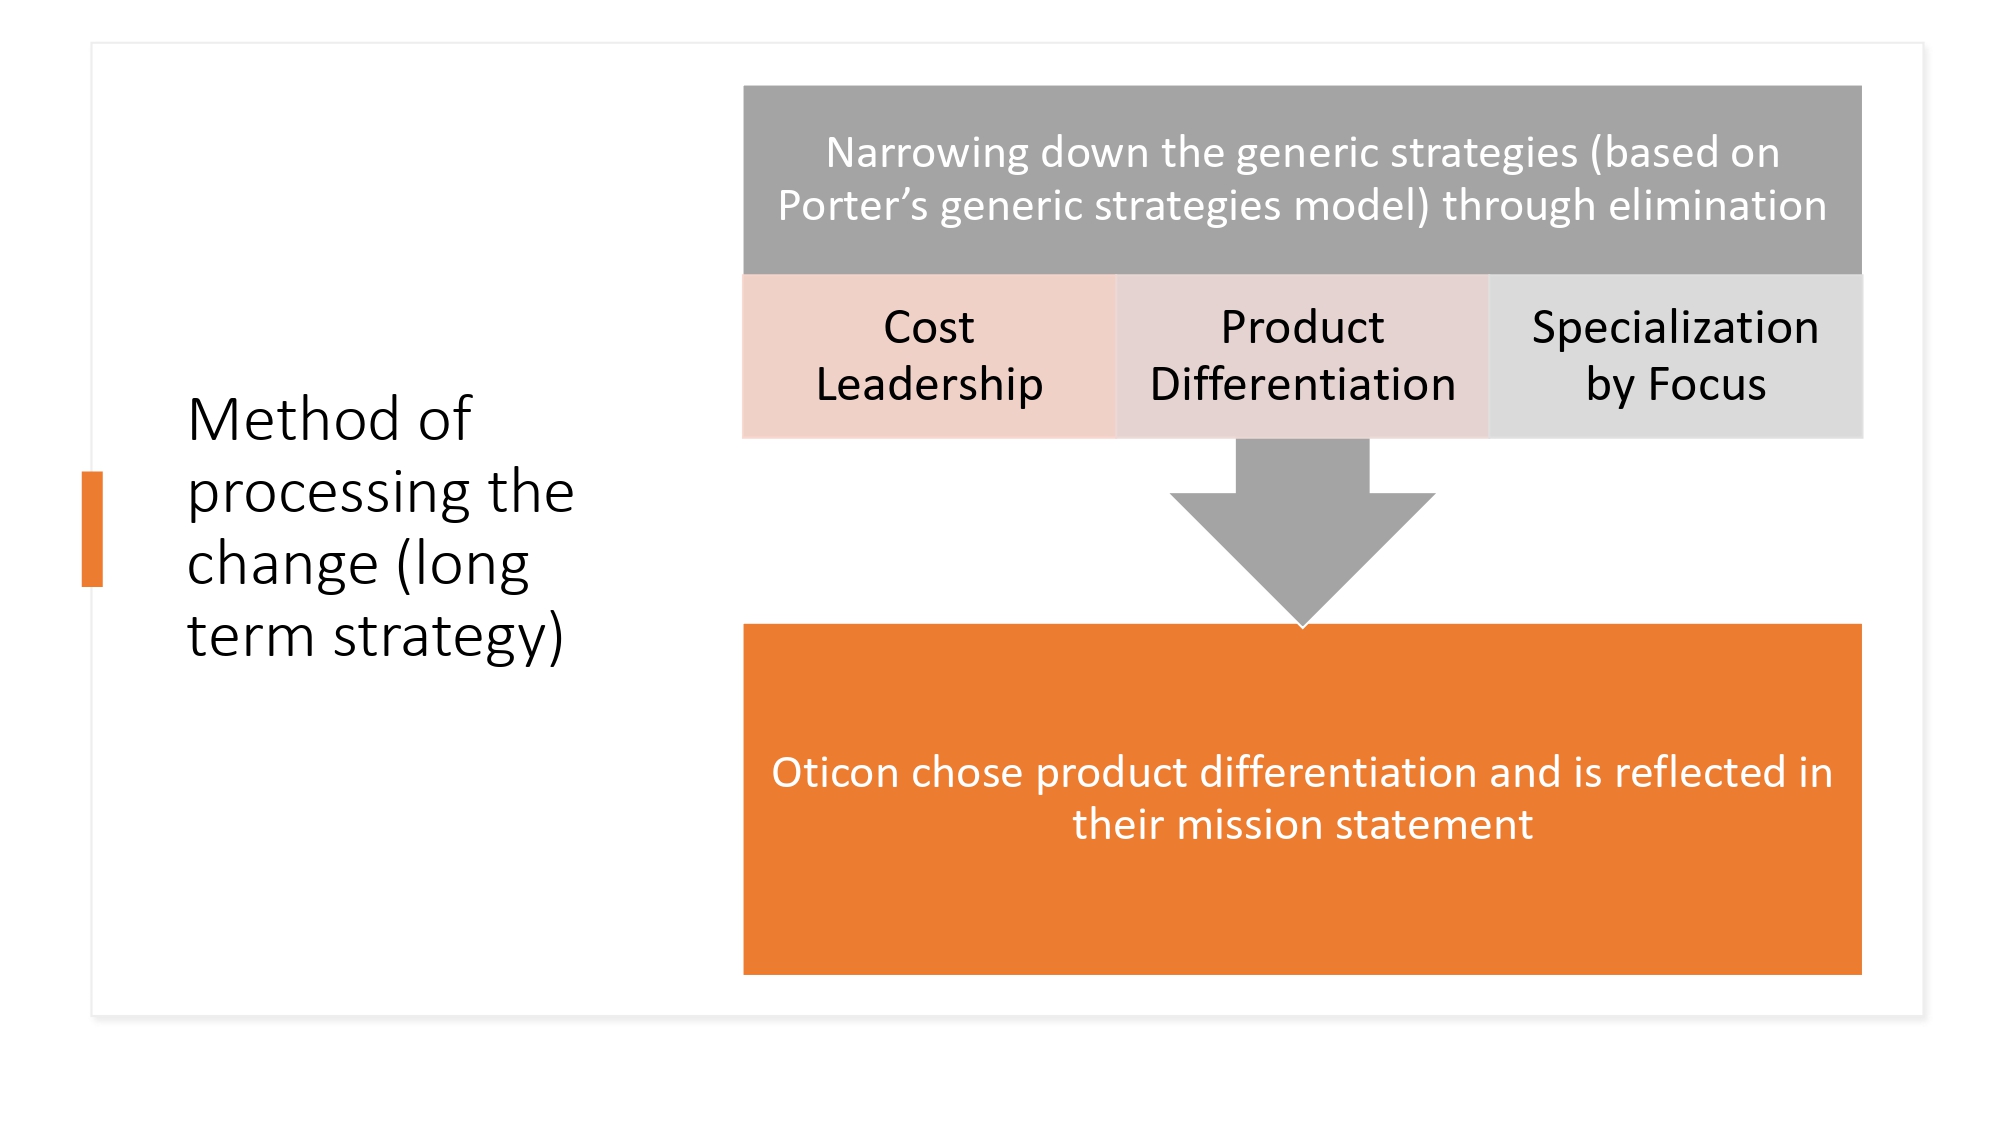 Method of
processing the
change (long
term strategy)
Narrowing down the generic strategies (based on
Porter’s generic strategies model) through elimination
Cost
Leadership
Product
Differentiation
Specialization
by Focus
Oticon chose product differentiation and is reflected in
their mission statement